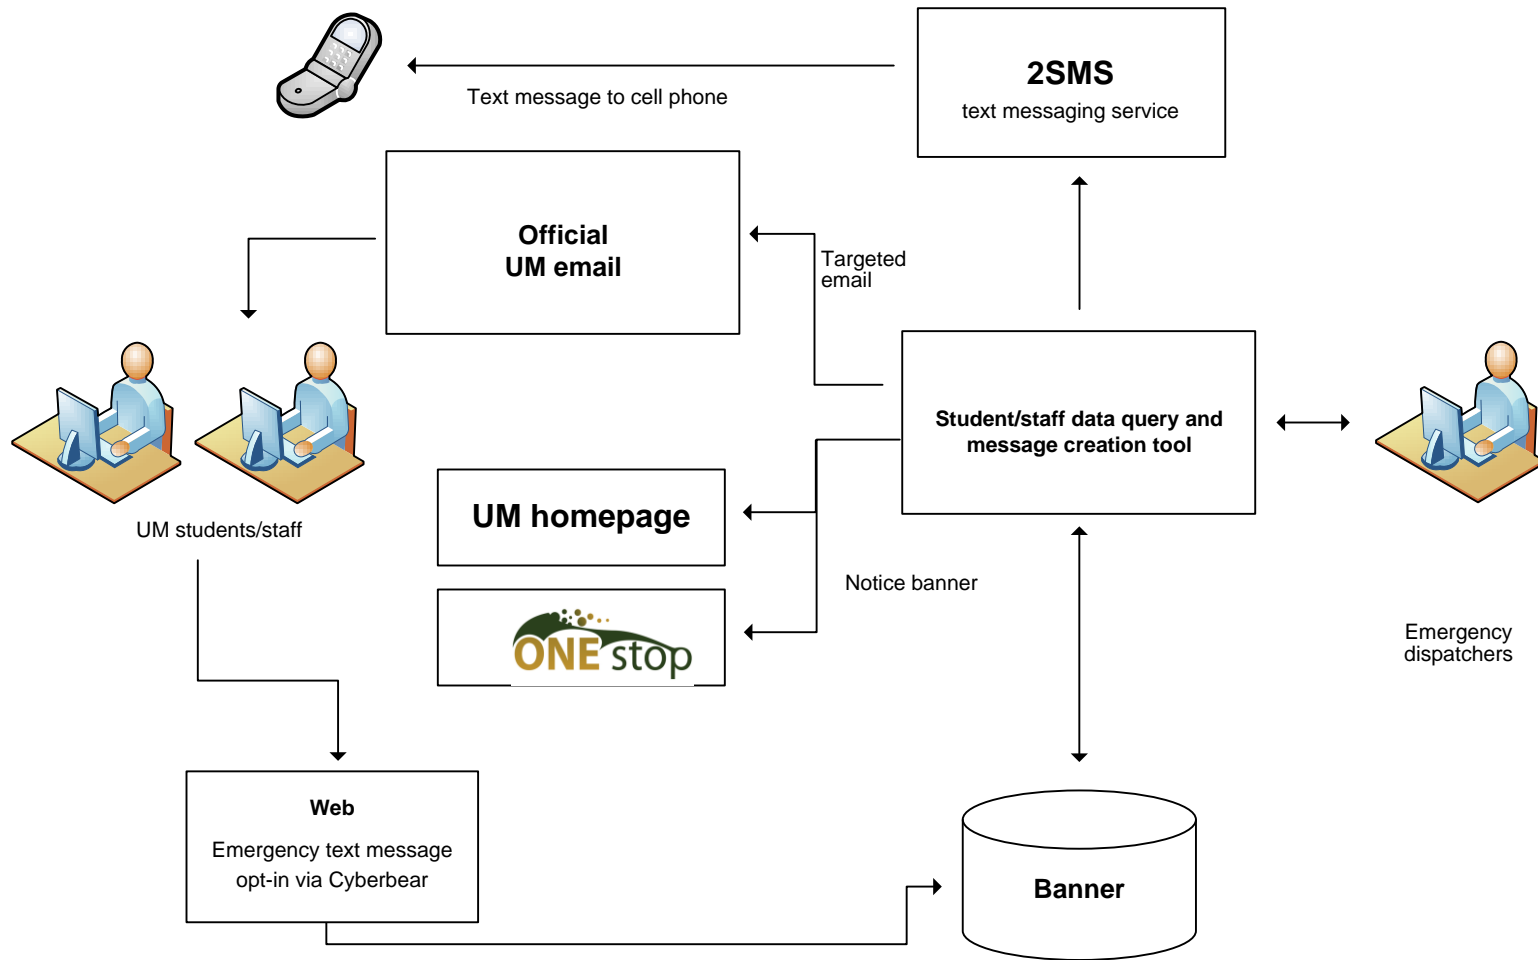 2SMS
text messaging service
Text message to cell phone
Official
UM email
Targeted
email
Student/staff data query and
message creation tool
UM homepage
UM students/staff
Notice banner
ONE stop
Emergency
dispatchers
Web
Emergency text message
opt-in via Cyberbear
Banner